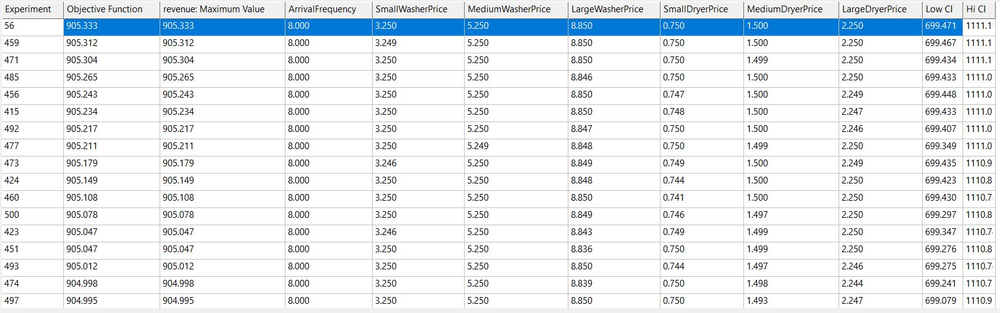 Experiment Objective Function revenue: Maximum Value ArrivalFrequency SmallWasherPrice MediumWasherPrice LargeWasherPrice SmallDryerPrice MediumDryerPrice LargeDryerPrice Low CI Hi CI
56 905.333 905.333 8.000 3.250 5.250 8.850 0.750 1.500 2.250 699.471 1111.1
459 905.312 905.312 8.000 3.249 5.250 8.850 0.750 1.500 2.250 699.467 1111.1
471 905.304 905.304 8.000 3.250 5.250 8.850 0.750 1.499 2.250 699.434 1111.1
485 905.265 905.265 8.000 3.250 5.250 8.846 0.750 1.500 2.250 699.433 1111.0
456 905.243 905.243 8.000 3.250 5.250 8.850 0.747 1.500 2.249 699.448 1111.0
415 905.234 905.234 8.000 3.250 5.250 8.850 0.748 1.500 2.247 699.433 1111.0
492 905.217 905.217 8.000 3.250 5.250 8.847 0.750 1.500 2.246 699.407 1111.0
477 905.211 905.211 8.000 3.250 5.249 8.848 0.750 1.499 2.250 699.349 1111.0
473 905.179 905.179 8.000 3.246 5.250 8.849 0.749 1.500 2.249 699.435 1110.9
424 905.149 905.149 8.000 3.250 5.250 8.848 0.744 1.500 2.250 699.423 1110.8
460 905.108 905.108 8.000 3.250 5.250 8.850 0.741 1.500 2.250 699.430 1110.7
500 905.078 905.078 8.000 3.250 5.250 8.849 0.746 1.497 2.250 699.297 1110.8
423 905.047 905.047 8.000 3.246 5.250 8.843 0.749 1.499 2.250 699.347 1110.7
451 905.047 905.047 8.000 3.250 5.250 8.836 0.750 1.499 2.250 699.276 1110.8
493 905.012 905.012 8.000 3.250 5.250 8.850 0.744 1.497 2.246 699.275 1110.7
474 904.998 904.998 8.000 3.250 5.250 8.839 0.750 1.498 2.244 699.241 1110.7
497 904.995 904.995 8.000 3.250 5.250 8.850 0.750 1.493 2.247 699.079 1110.9